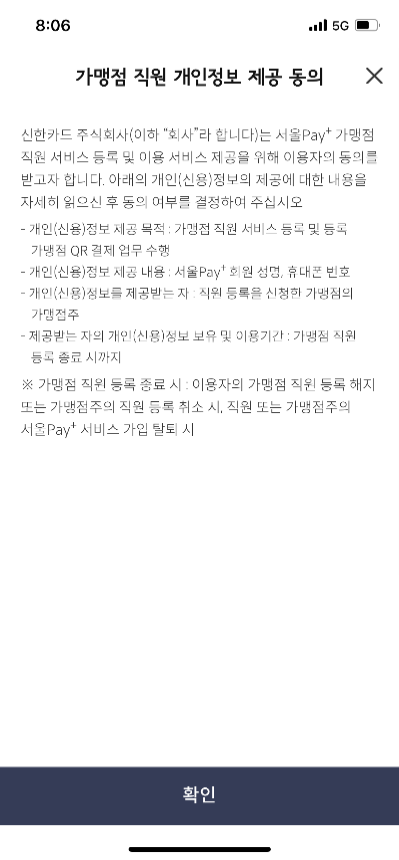 8:06
5G
가맹점 직원 개인정보 제공 동의
신한카드 주식회사(이하 "회사"라 합니다)는 서울Pay+ 가맹점
직원 서비스 등록 및 이용 서비스 제공을 위해 이용자의 동의를
받고자 합니다. 아래의 개인(신용)정보의 제공에 대한 내용을
자세히 읽으신 후 동의 여부를 결정하여 주십시오
- 개인(신용)정보 제공 목적 : 가맹점 직원 서비스 등록 및 등록
가맹점 QR 결제 업무 수행
- 개인(신용)정보 제공 내용 : 서울Pay+ 회원 성명, 휴대폰 번호
- 개인(신용)정보를 제공받는 자 : 직원 등록을 신청한 가맹점의
가맹점주
- 제공받는 자의 개인(신용)정보 보유 및 이용기간 : 가맹점 직원
등록 종료 시까지
※ 가맹점 직원 등록 종료 시 : 이용자의 가맹점 직원 등록 해지
또는 가맹점주의 직원 등록 취소 시, 직원 또는 가맹점주의
서울Pay+ 서비스 가입 탈퇴 시
확인